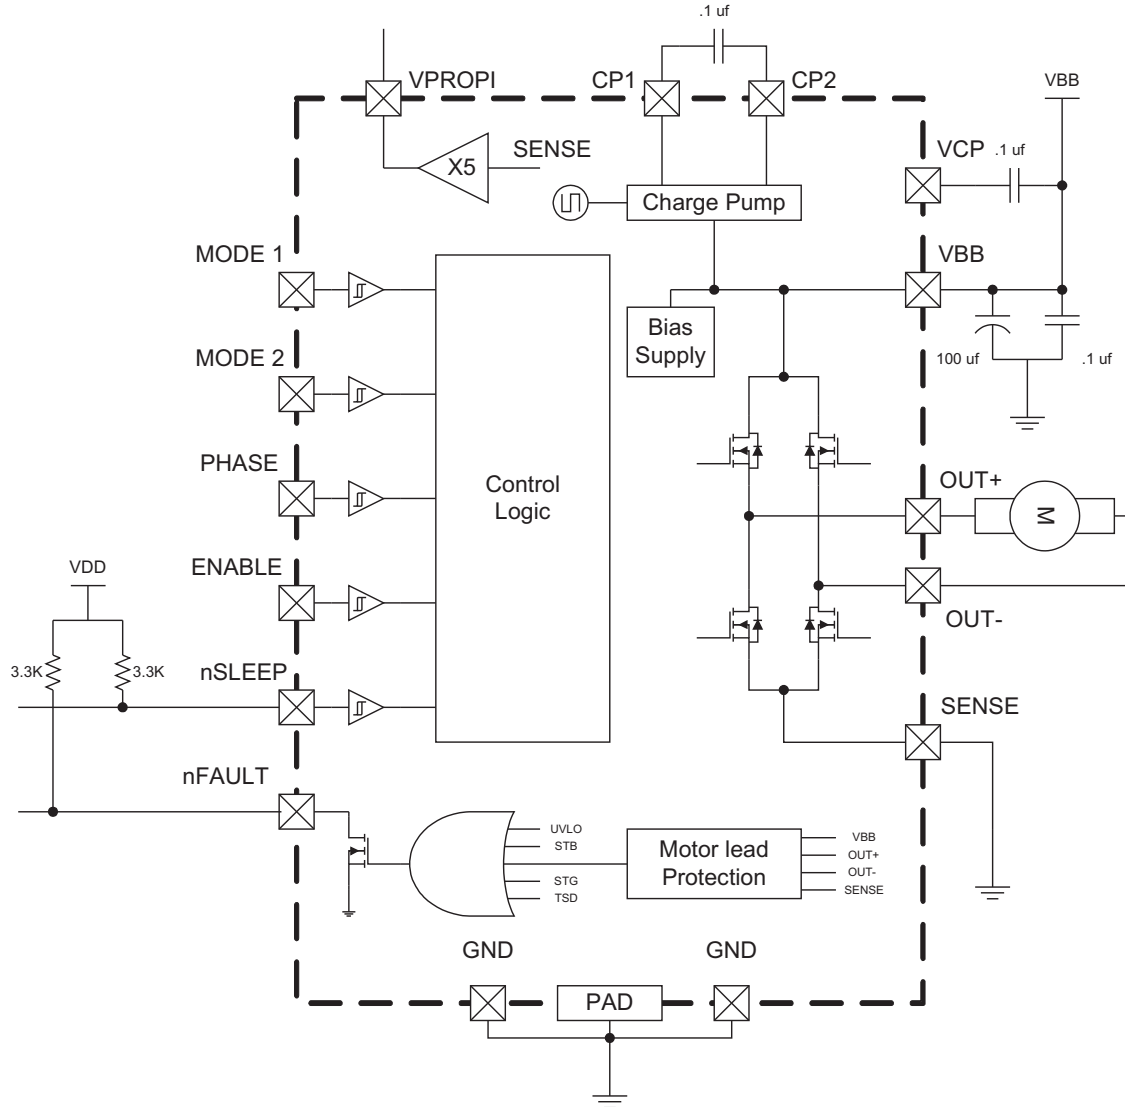 .1 uf
VPROPI
CP1
CP2
VBB
X5
SENSE
VCP
.1 uf
Charge Pump
MODE 1
VBB
Bias
Supply
100 uf
.1 uf
MODE 2
PHASE
Control
Logic
OUT+
M
ENABLE
VDD
OUT-
3.3K
3.3K
nSLEEP
SENSE
nFAULT
UVLO
STB
STG
TSD
Motor lead
Protection
VBB
OUT+
OUT-
SENSE
GND
GND
PAD